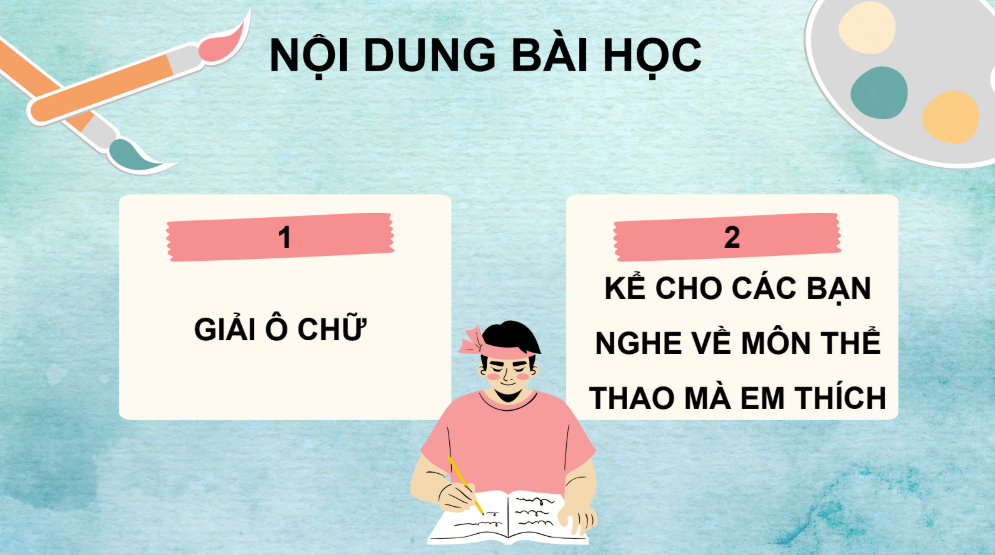 NỘI DUNG BÀI HỌC
1
GIẢI Ô CHỮ
2
KỂ CHO CÁC BẠN
NGHE VỀ MÔN THỂ
THAO MÀ EM THÍCH